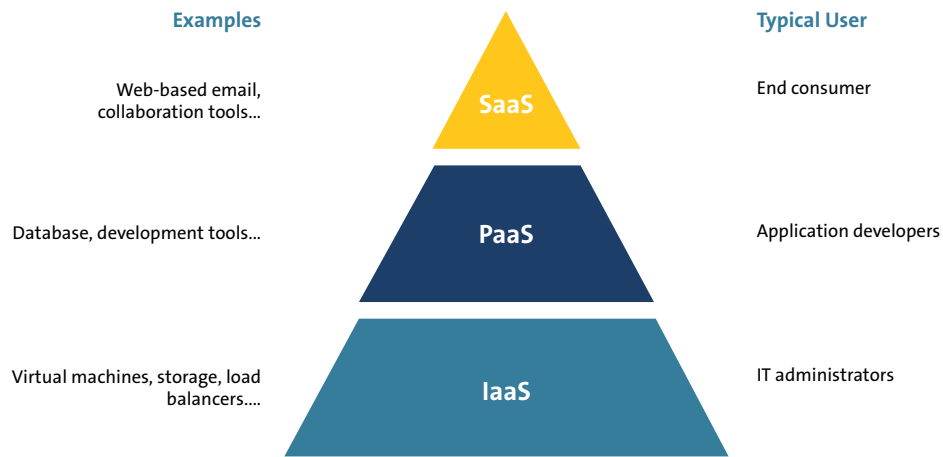 Examples
Typical User
Web-based email,
collaboration tools...
SaaS
End consumer
Database, development tools...
PaaS
Application developers
Virtual machines, storage, load
balancers....
IaaS
IT administrators